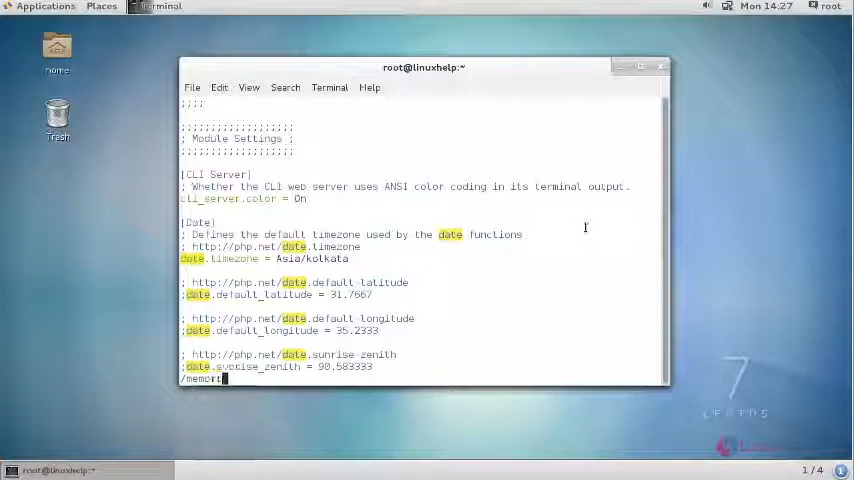 Applications Places Terminal Mon 14:27 root
home
Trash
root@linuxhelp:~
File Edit View Search Terminal Help
;;;;
;;;;;;;;;;;;;;;;;;;
; Module Settings ;
;;;;;;;;;;;;;;;;;;;
[CLI Server]
; Whether the CLI web server uses ANSI color coding in its terminal output.
cli_server.color = On
[Date]
; Defines the default timezone used by the date functions
; http://php.net/date.timezone
date.timezone = Asia/kolkata
; http://php.net/date.default-latitude
;date.default_latitude = 31.7667
; http://php.net/date.default-longitude
;date.default_longitude = 35.2333
; http://php.net/date.sunrise-zenith
;date.sunrise_zenith = 90.583333
7
CENTOS
root@linuxhelp:~ 1 / 4 1